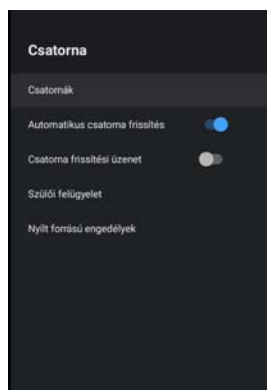 Csatorna
Csatornák
Automatikus csatorna frissítés
Csatorna frissítési üzenet
Szülői felügyelet
Nyílt forrású engedélyek